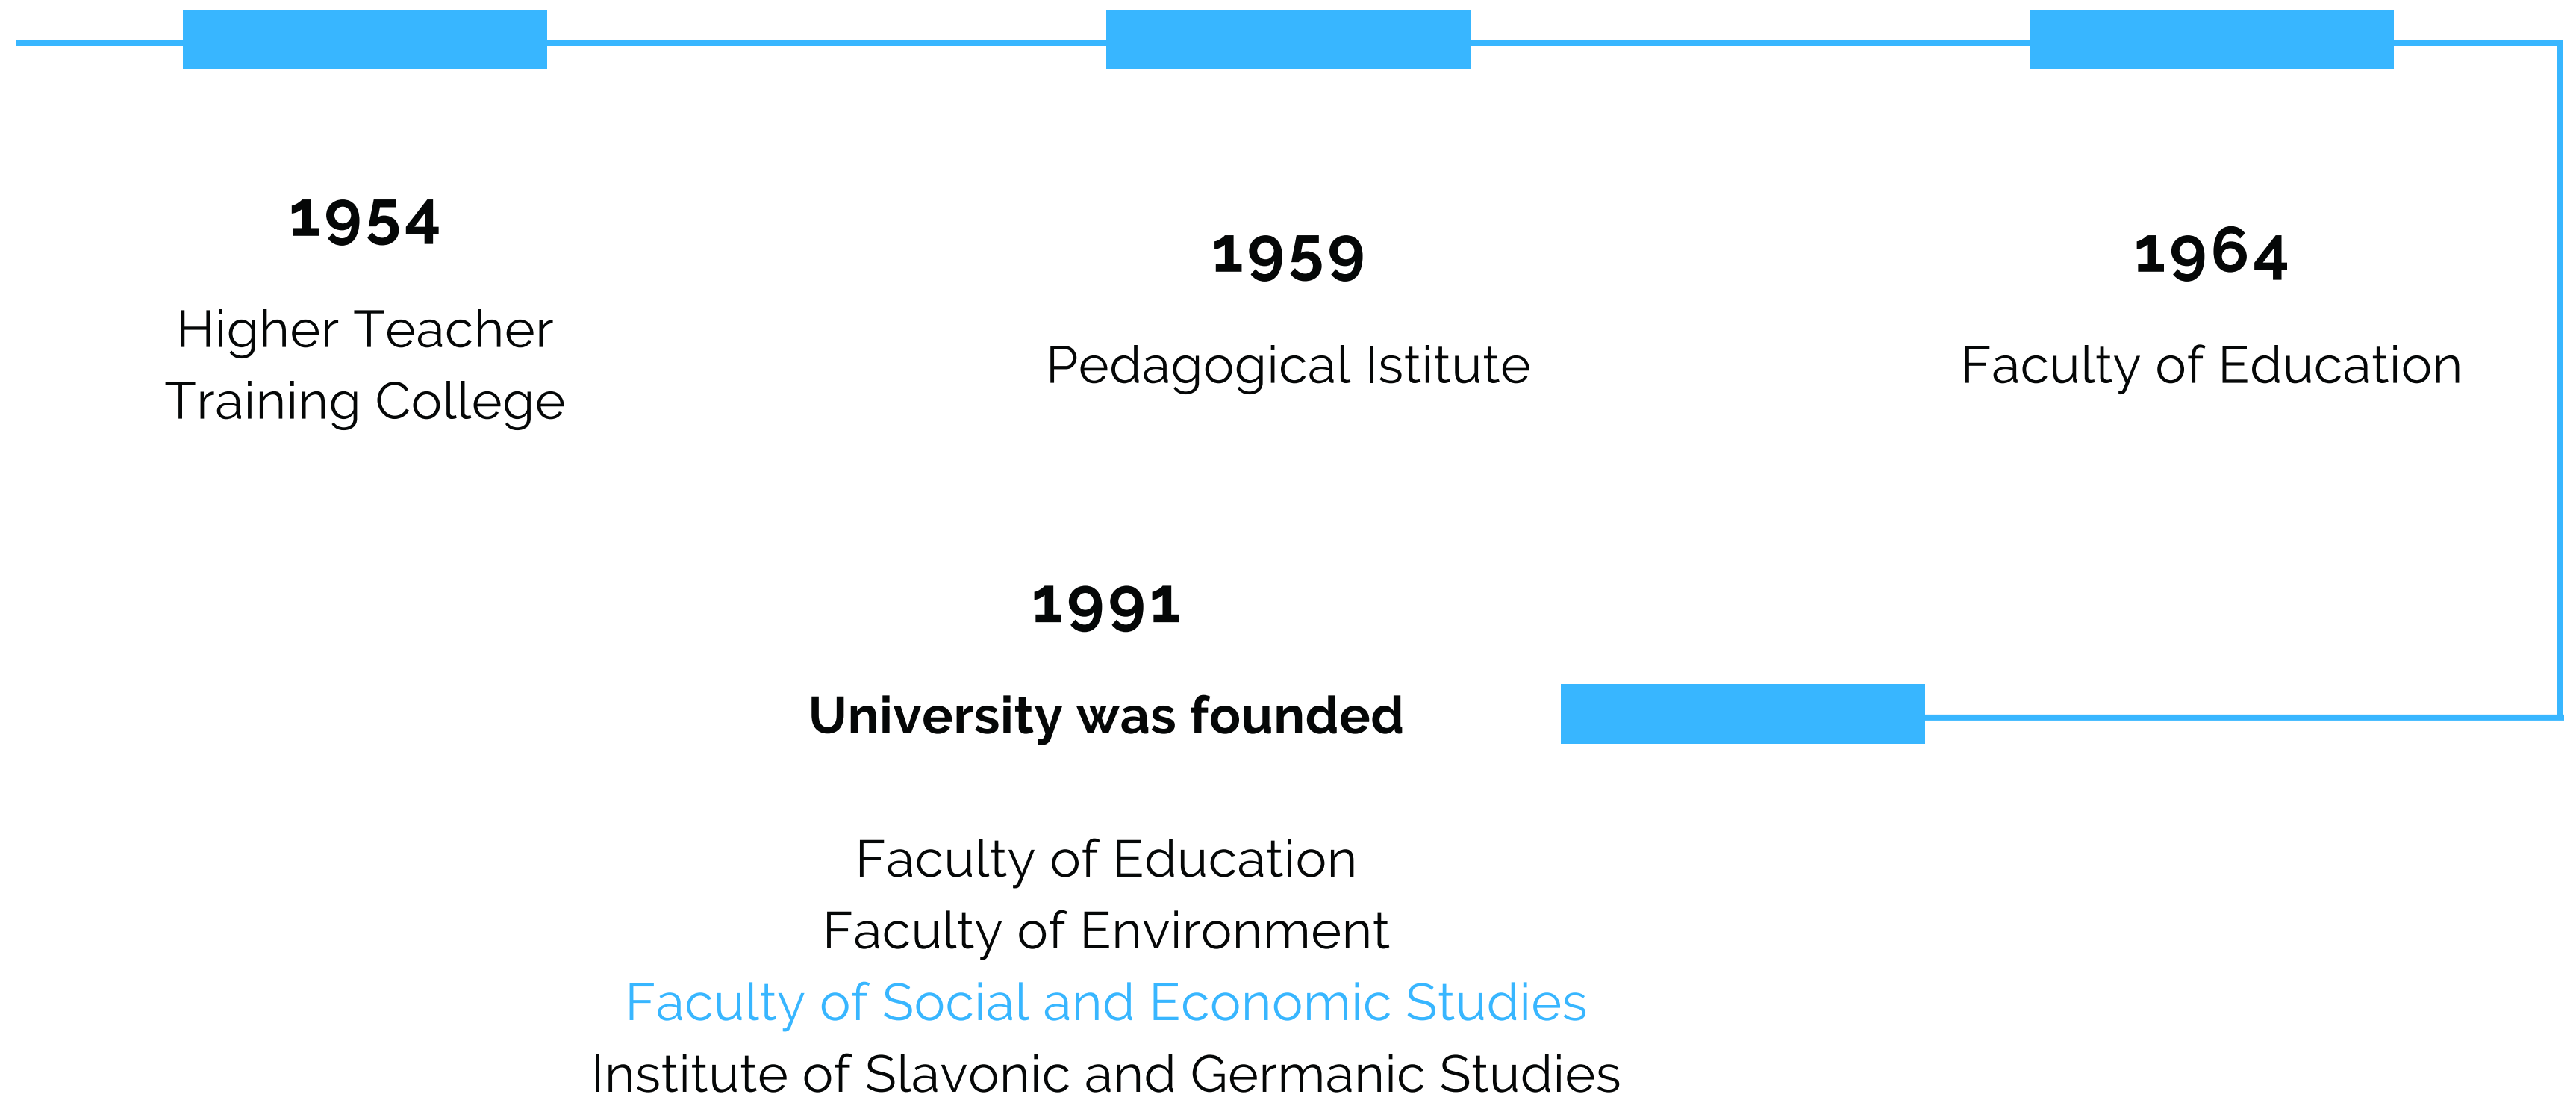 1954
Higher Teacher
Training College
1959
Pedagogical Istitute
1964
Faculty of Education
1991
University was founded
Faculty of Education
Faculty of Environment
Faculty of Social and Economic Studies
Institute of Slavonic and Germanic Studies